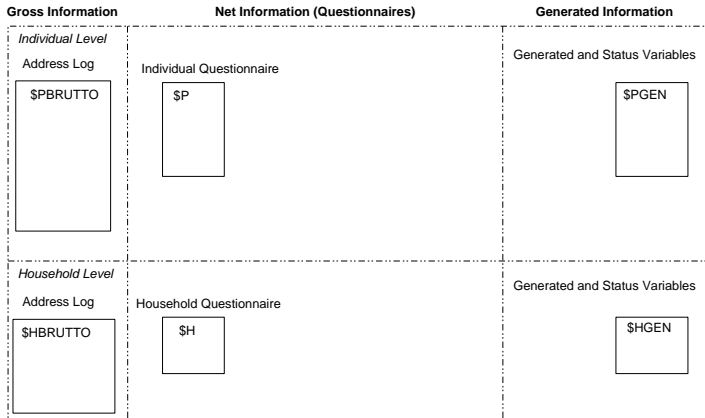 Gross Information
Net Information (Questionnaires)
Generated Information
Individual Level
Address Log
Individual Questionnaire
Generated and Status Variables
$PBRUTTO
$P
$PGEN
Household Level
Address Log
Household Questionnaire
Generated and Status Variables
$HBRUTTO
$H
$HGEN